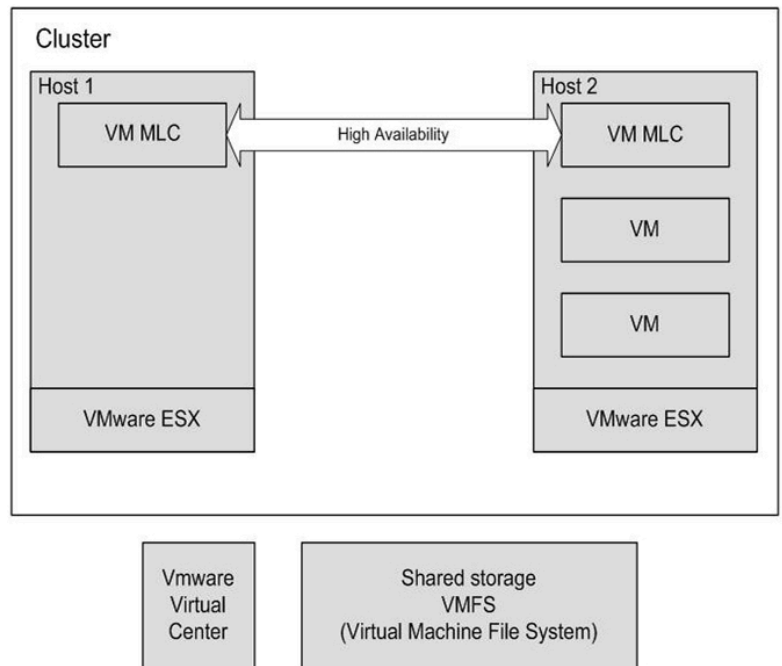 Cluster
Host 1
VM MLC
High Availability
Host 2
VM MLC
VM
VM
VMware ESX
VMware ESX
Vmware
Virtual
Center
Shared storage
VMFS
(Virtual Machine File System)